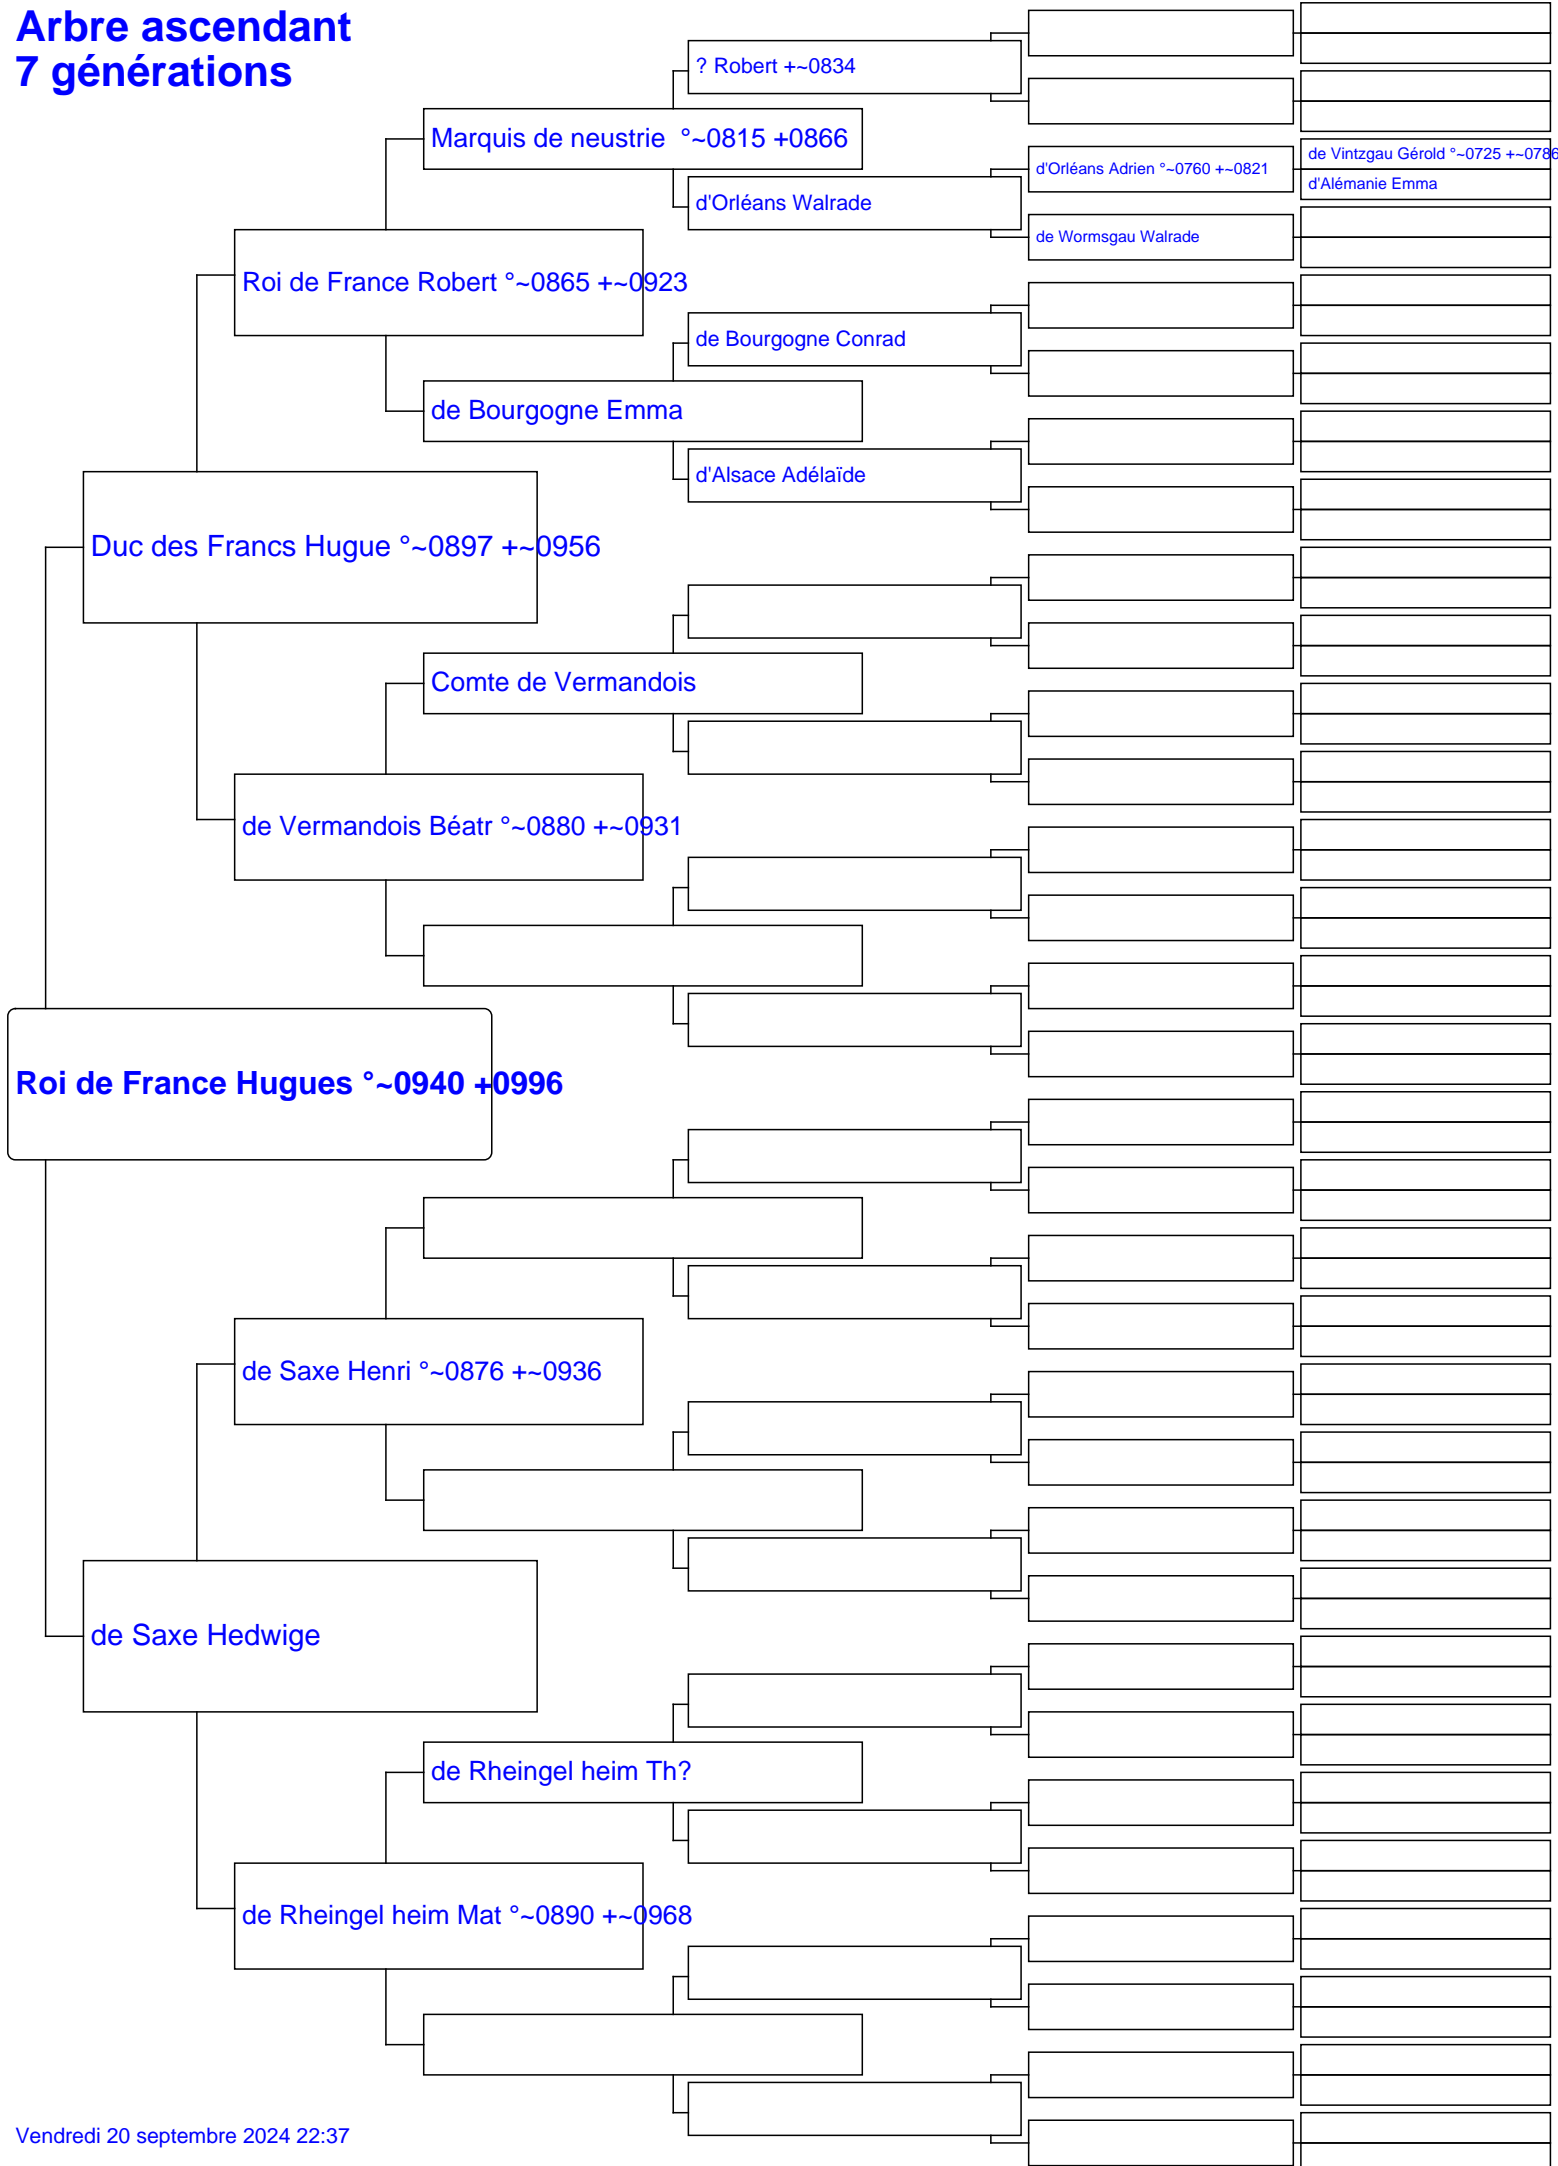 Arbre ascendant
7 générations
? Robert +~0834
Marquis de neustrie  °~0815 +0866
de Vintzgau Gérold °~0725 +~0786
d'Orléans Adrien °~0760 +~0821
d'Alémanie Emma
d'Orléans Walrade
de Wormsgau Walrade
Roi de France Robert °~0865 +~0923
de Bourgogne Conrad
de Bourgogne Emma
d'Alsace Adélaïde
Duc des Francs Hugue °~0897 +~0956
Comte de Vermandois
de Vermandois Béatr °~0880 +~0931
Roi de France Hugues °~0940 +0996
de Saxe Henri °~0876 +~0936
de Saxe Hedwige
de Rheingel heim Th?
de Rheingel heim Mat °~0890 +~0968
Vendredi 20 septembre 2024 22:37